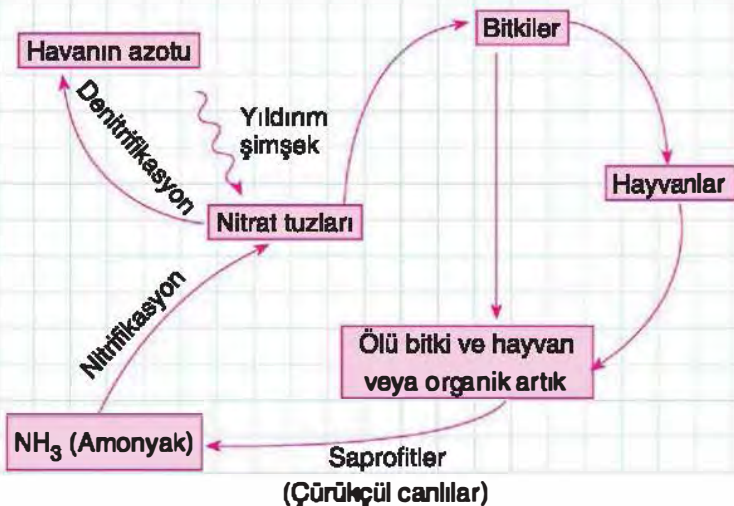 Bitkiler
Havanın azotu
Denitrifikasyon
Yıldırım
şimşek
Hayvanlar
Nitrat tuzları
Nitrifikasyon
Ölü bitki ve hayvan
veya organik artık
NH₃ (Amonyak)
Saprofitler
(Çürükçül canlılar)